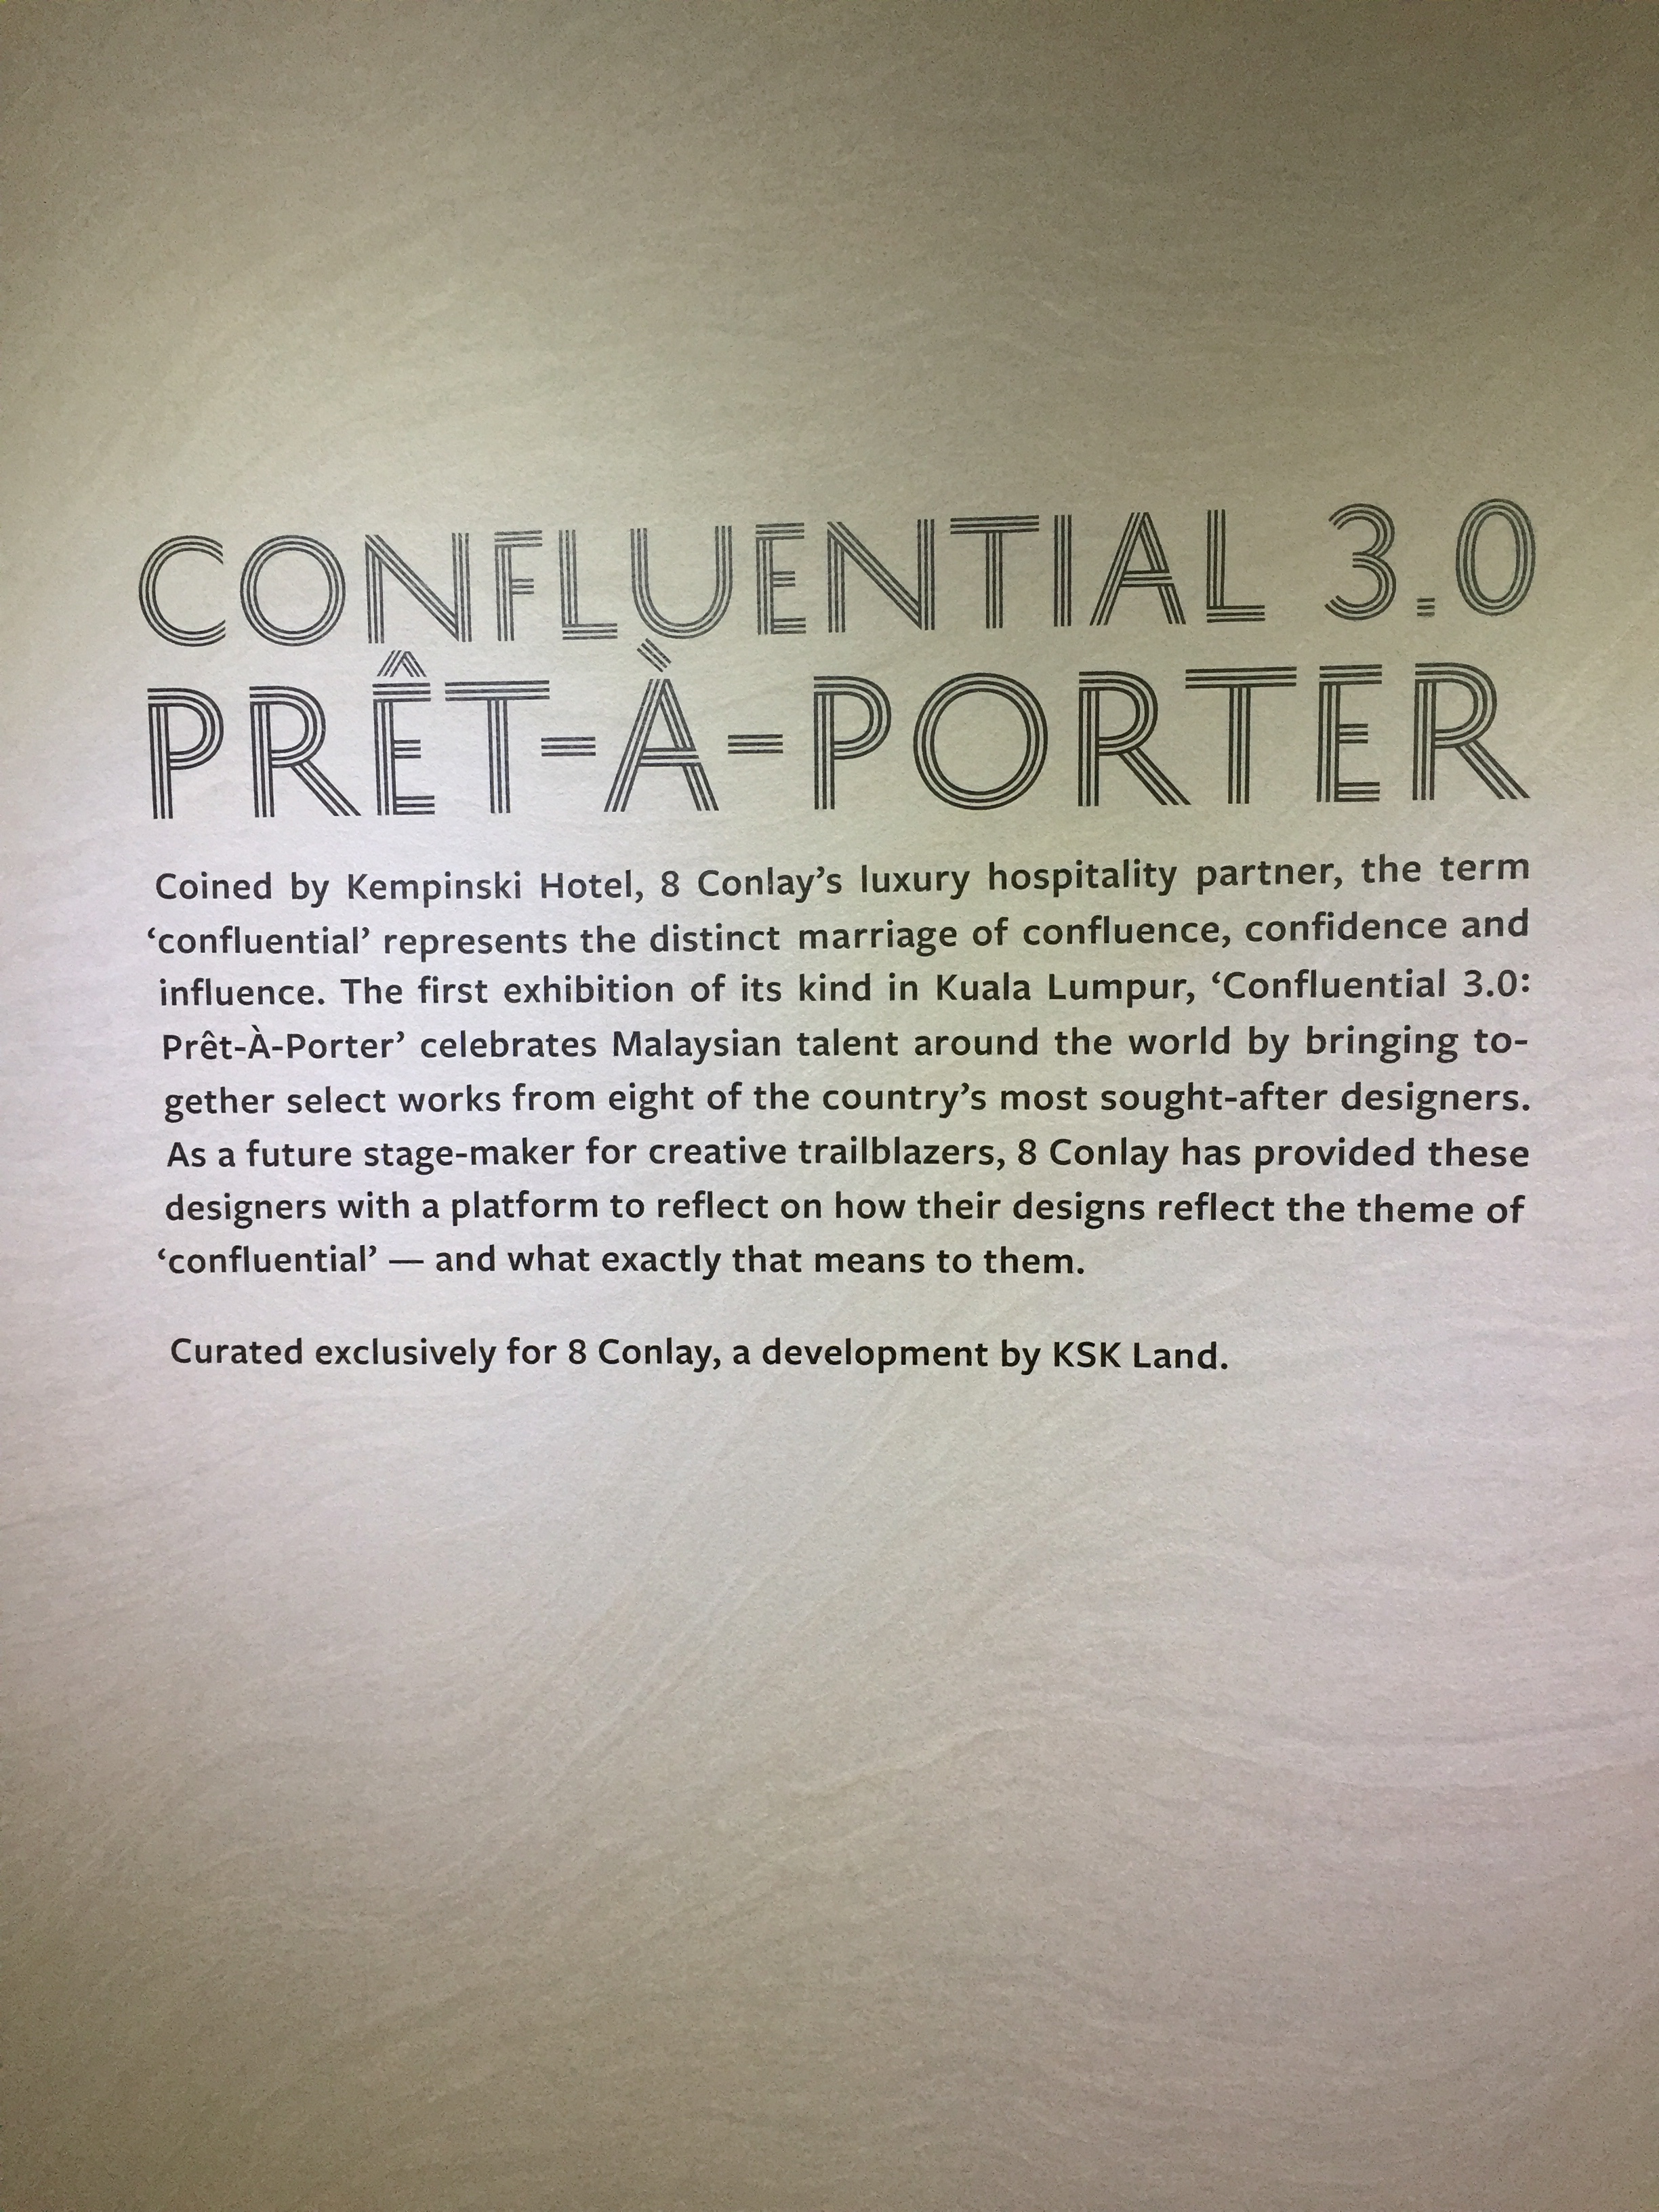 CONFLUENTIAL 3.0
PRÊT-À-PORTER
Coined by Kempinski Hotel, 8 Conlay’s luxury hospitality partner, the term
‘confluential’ represents the distinct marriage of confluence, confidence and
influence. The first exhibition of its kind in Kuala Lumpur, ‘Confluential 3.0:
Prêt-À-Porter’ celebrates Malaysian talent around the world by bringing to-
gether select works from eight of the country’s most sought-after designers.
As a future stage-maker for creative trailblazers, 8 Conlay has provided these
designers with a platform to reflect on how their designs reflect the theme of
‘confluential’ — and what exactly that means to them.
Curated exclusively for 8 Conlay, a development by KSK Land.